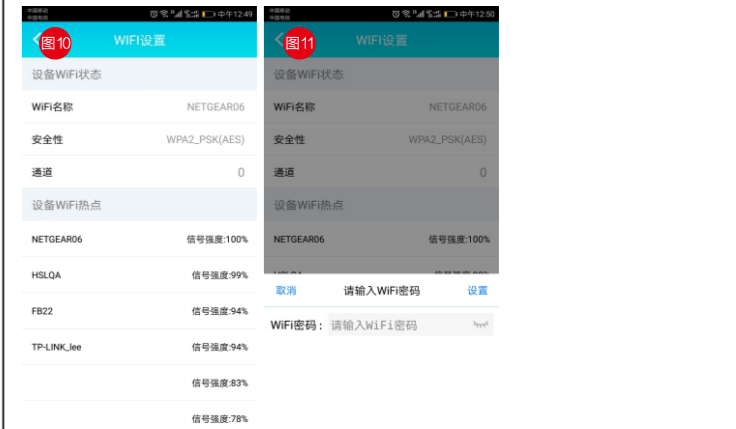 中国移动
中国电信
中午12:49
图10
WIFI设置
设备WiFi状态
WiFi名称 NETGEAR06
安全性 WPA2_PSK(AES)
通道 0
设备WiFi热点
NETGEAR06 信号强度:100%
HSLQA 信号强度:99%
FB22 信号强度:94%
TP-LINK_lee 信号强度:94%
信号强度:83%
信号强度:78%
中国移动
中国电信
中午12:50
图11
WIFI设置
设备WiFi状态
WiFi名称 NETGEAR06
安全性 WPA2_PSK(AES)
通道 0
设备WiFi热点
NETGEAR06 信号强度:100%
取消 请输入WiFi密码 设置
WiFi密码: 请输入WiFi密码